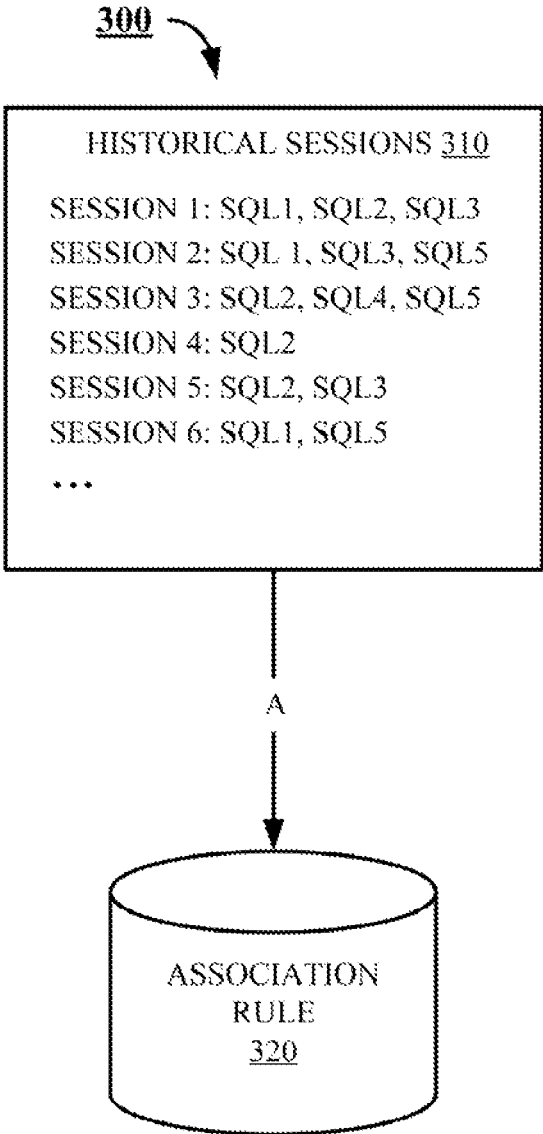 300
HISTORICAL SESSIONS 310
SESSION 1: SQL1, SQL2, SQL3
SESSION 2: SQL 1, SQL3, SQL5
SESSION 3: SQL2, SQL4, SQL5
SESSION 4: SQL2
SESSION 5: SQL2, SQL3
SESSION 6: SQL1, SQL5
...
A
ASSOCIATION
RULE
320